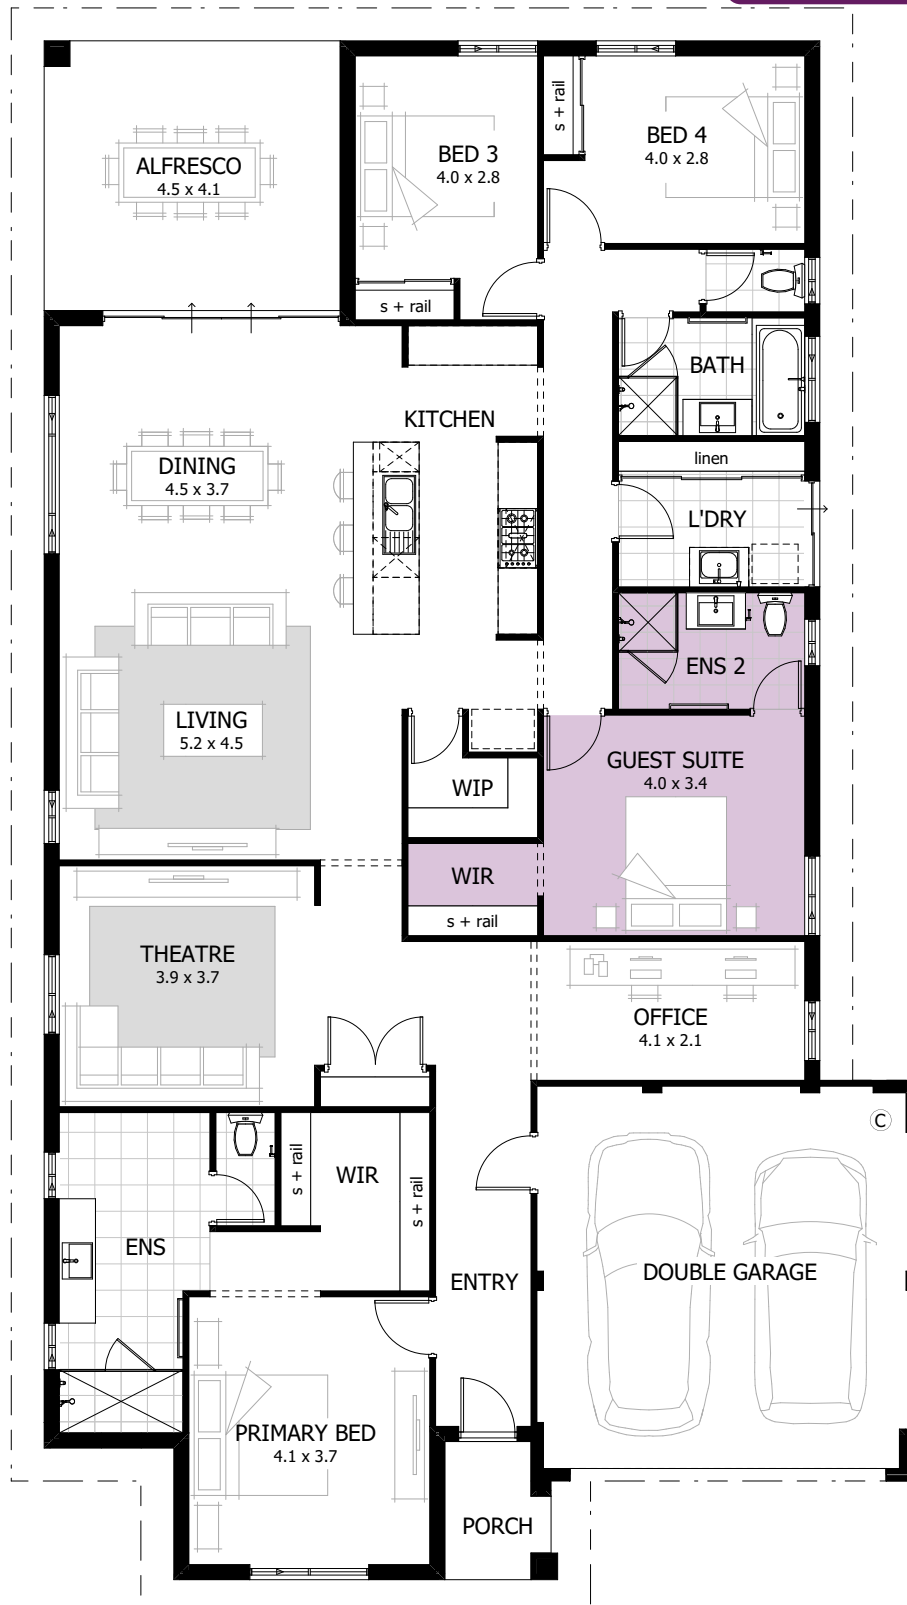 ALFRESCO
4.5 x 4.1
BED 3
4.0 x 2.8
s + rail
BED 4
4.0 x 2.8
s + rail
BATH
KITCHEN
linen
DINING
4.5 x 3.7
L'DRY
ENS 2
LIVING
5.2 x 4.5
GUEST SUITE
4.0 x 3.4
WIP
WIR
s + rail
THEATRE
3.9 x 3.7
OFFICE
4.1 x 2.1
C
s + rail
WIR
s + rail
ENS
ENTRY
DOUBLE GARAGE
PRIMARY BED
4.1 x 3.7
PORCH